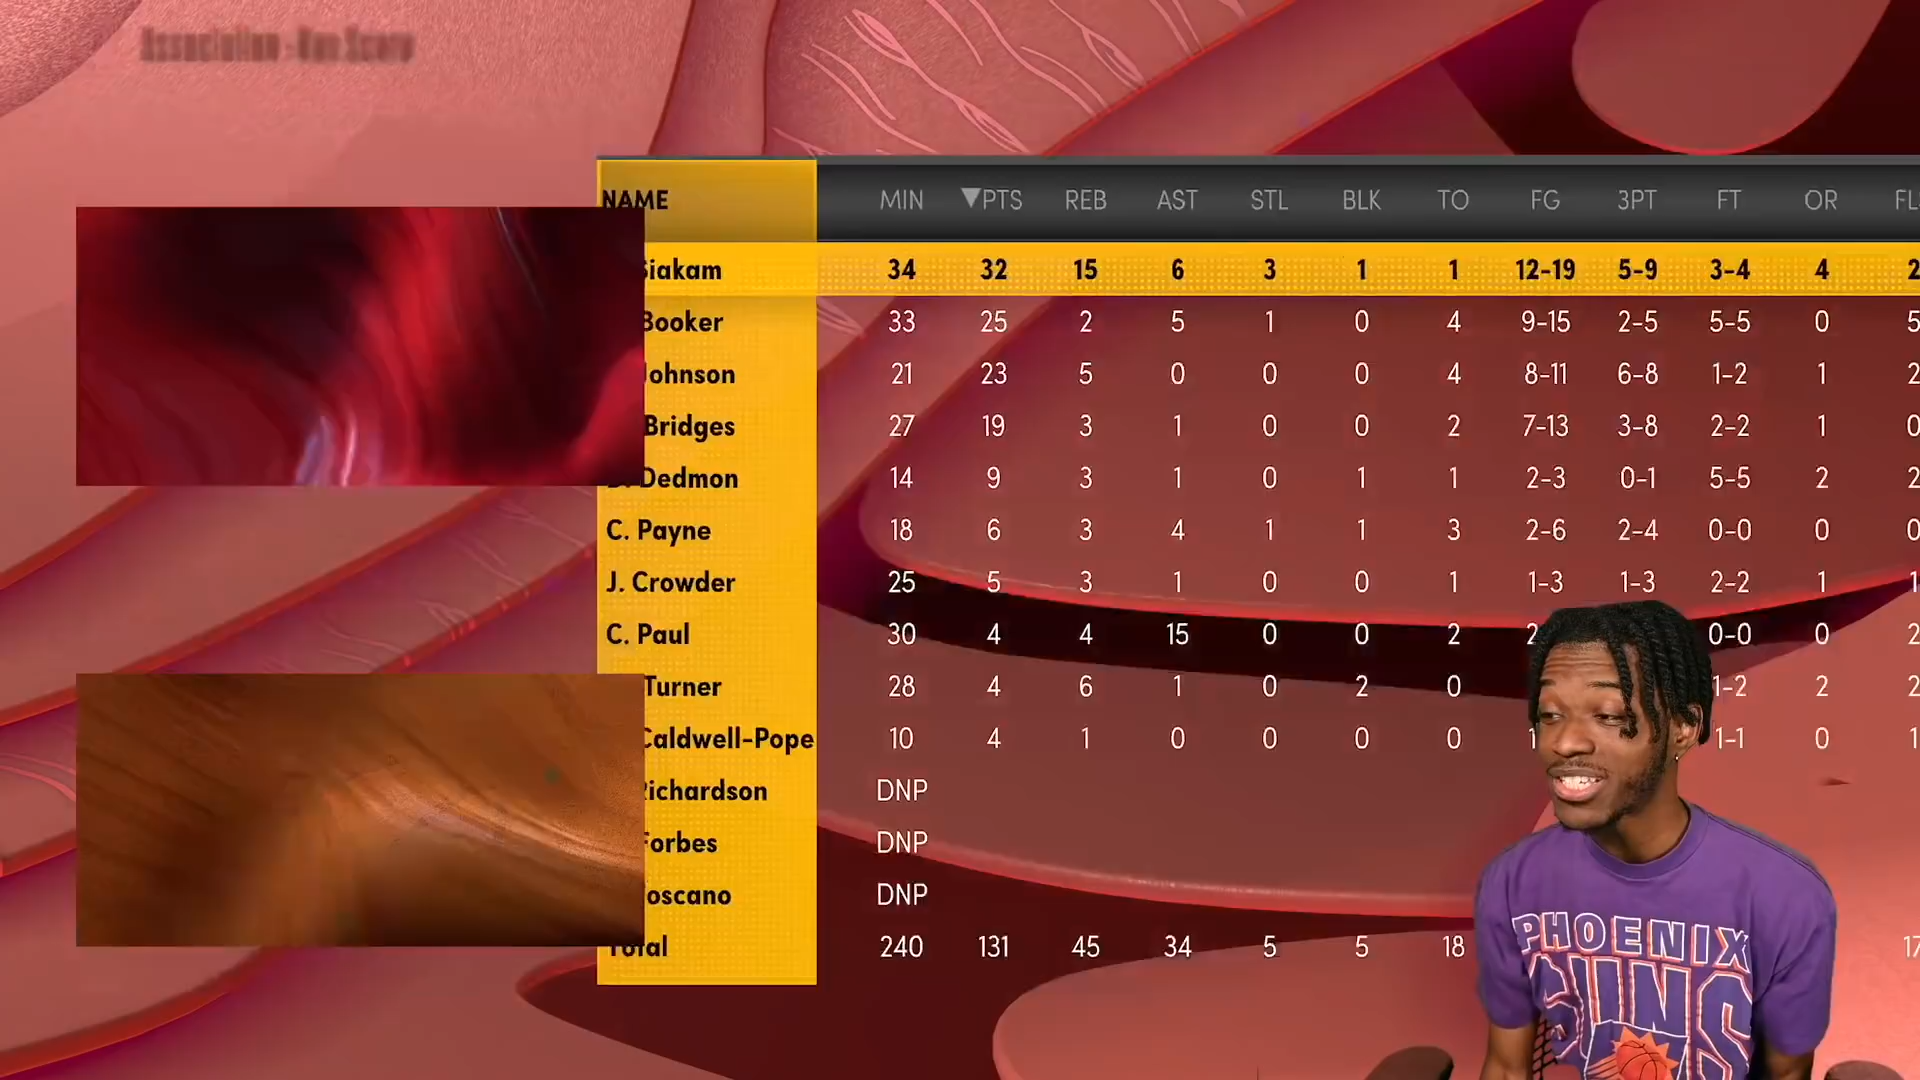 NAME MIN ▼PTS REB AST STL BLK TO FG 3PT FT OR
Siakam 34 32 15 6 3 1 1 12-19 5-9 3-4 4 2
Booker 33 25 2 5 1 0 4 9-15 2-5 5-5 0 5
Johnson 21 23 5 0 0 0 4 8-11 6-8 1-2 1 2
Bridges 27 19 3 1 0 0 2 7-13 3-8 2-2 1 0
Dedmon 14 9 3 1 0 1 1 2-3 0-1 5-5 2 2
C. Payne 18 6 3 4 1 1 3 2-6 2-4 0-0 0 0
J. Crowder 25 5 3 1 0 0 1 1-3 1-3 2-2 1 1
C. Paul 30 4 4 15 0 0 2 0-0 0 2
Turner 28 4 6 1 0 2 0 1-2 2 2
Caldwell-Pope 10 4 1 0 0 0 0 1-1 0 1
Richardson DNP
Forbes DNP
oscano DNP
Total 240 131 45 34 5 5 18 17
PHOENIX
SUNS